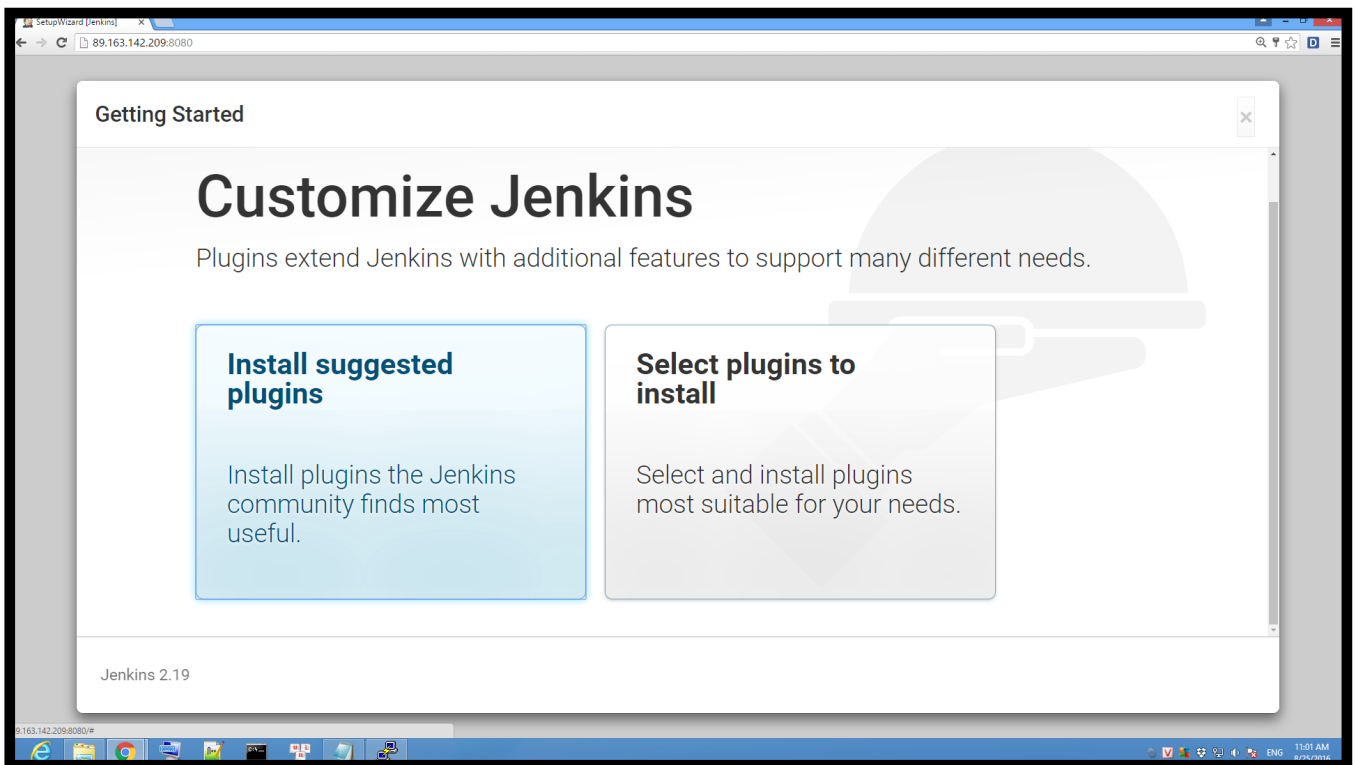 SetupWizard [Jenkins]
89.163.142.209:8080
Getting Started
Customize Jenkins
Plugins extend Jenkins with additional features to support many different needs.
Install suggested
plugins
Install plugins the Jenkins
community finds most
useful.
Select plugins to
install
Select and install plugins
most suitable for your needs.
Jenkins 2.19
9.163.142.209:8080/#
ENG
11:01 AM
8/25/2016